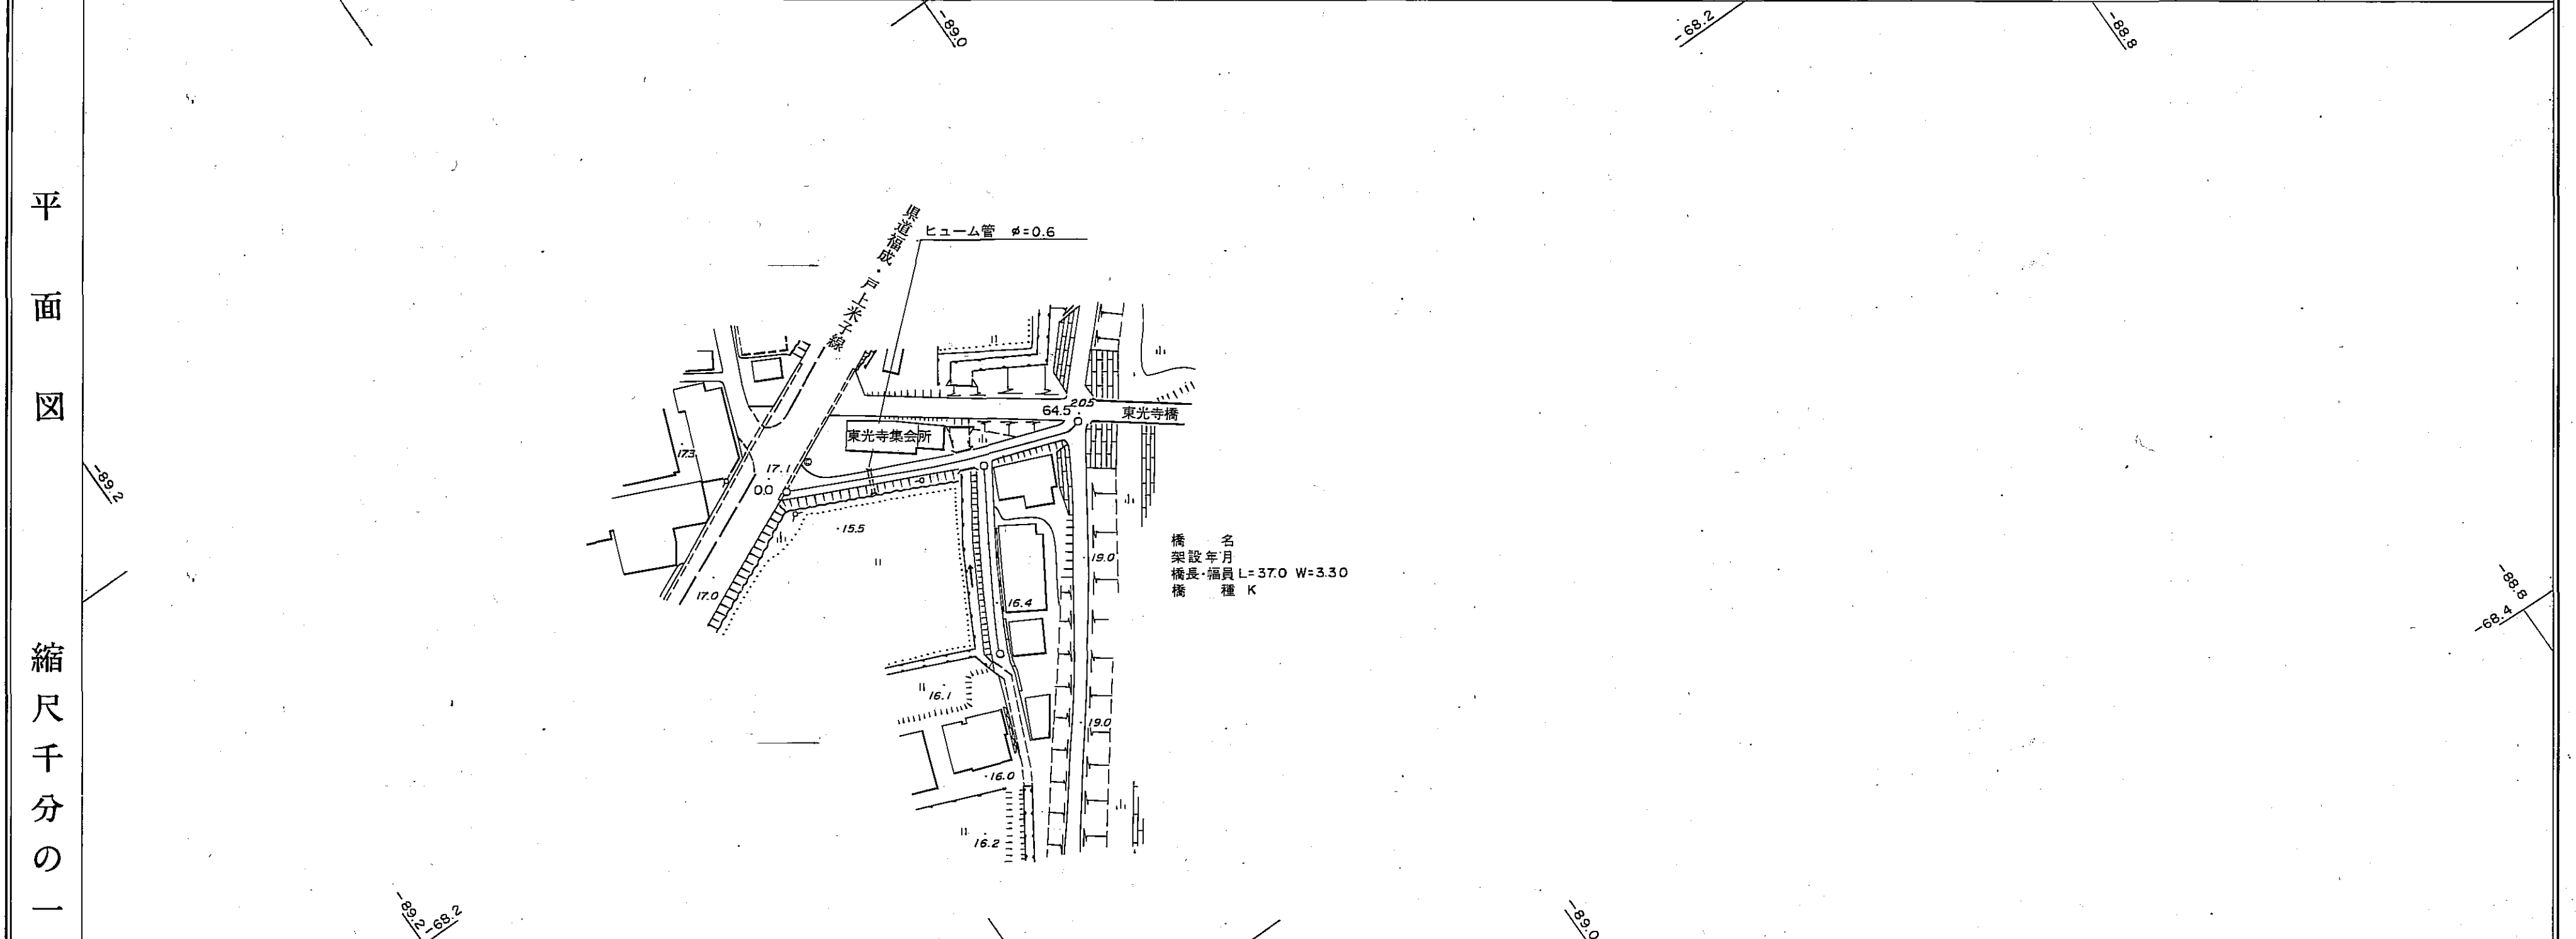 平面図 縮尺千分の一
-89.0
-68.2
-88.8
県道福成・戸上米子線
ヒューム管 φ=0.6
20.5
64.5
東光寺橋
東光寺集会所
17.3
17.1
0.0
-89.2
15.5
橋 名
架設年月
19.0
橋長・幅員 L=37.0 W=3.30
橋 種 K
17.0
16.4
-88.8
-68.4
16.1
19.0
16.0
16.2
-89.2
-68.2
-89.0